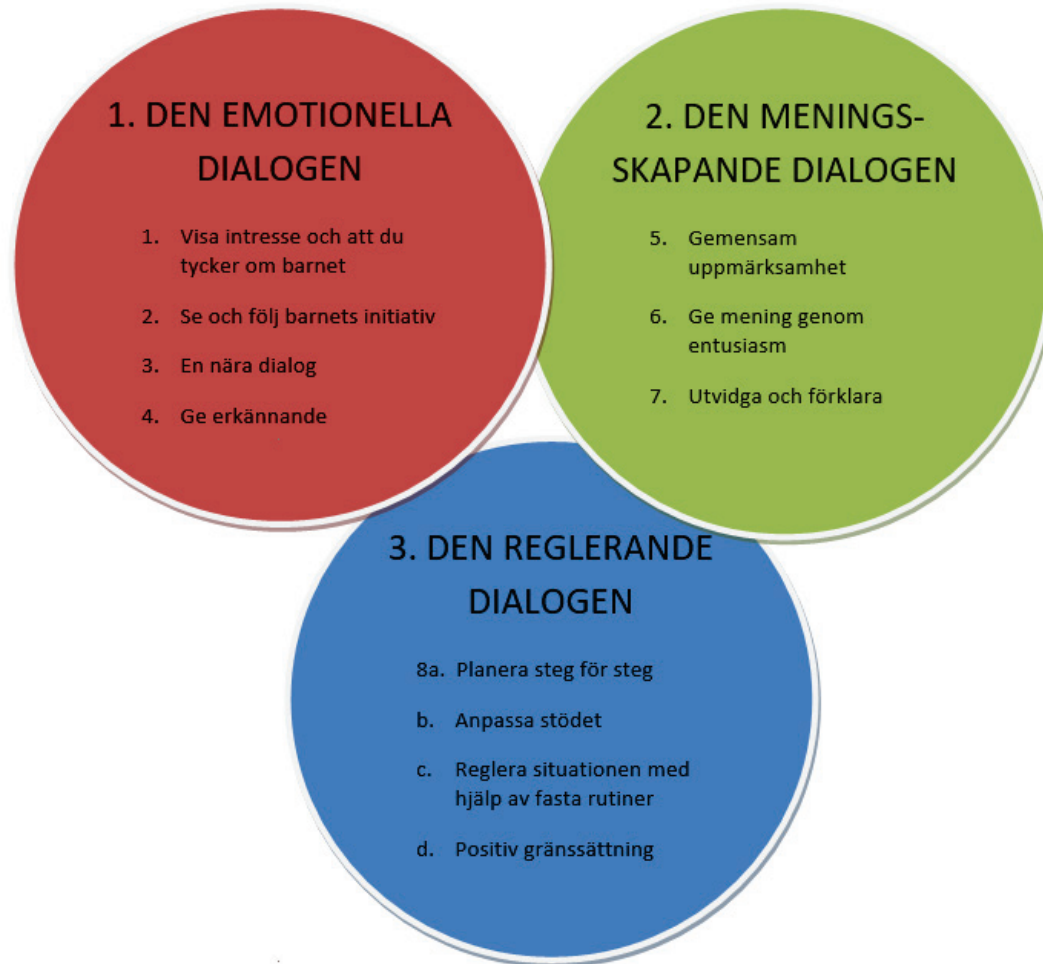 1. DEN EMOTIONELLA
DIALOGEN
1. Visa intresse och att du
tycker om barnet
2. Se och följ barnets initiativ
3. En nära dialog
4. Ge erkännande
2. DEN MENINGS-
SKAPANDE DIALOGEN
5. Gemensam
uppmärksamhet
6. Ge mening genom
entusiasm
7. Utvidga och förklara
3. DEN REGLERANDE
DIALOGEN
8a. Planera steg för steg
b. Anpassa stödet
c. Reglera situationen med
hjälp av fasta rutiner
d. Positiv gränssättning